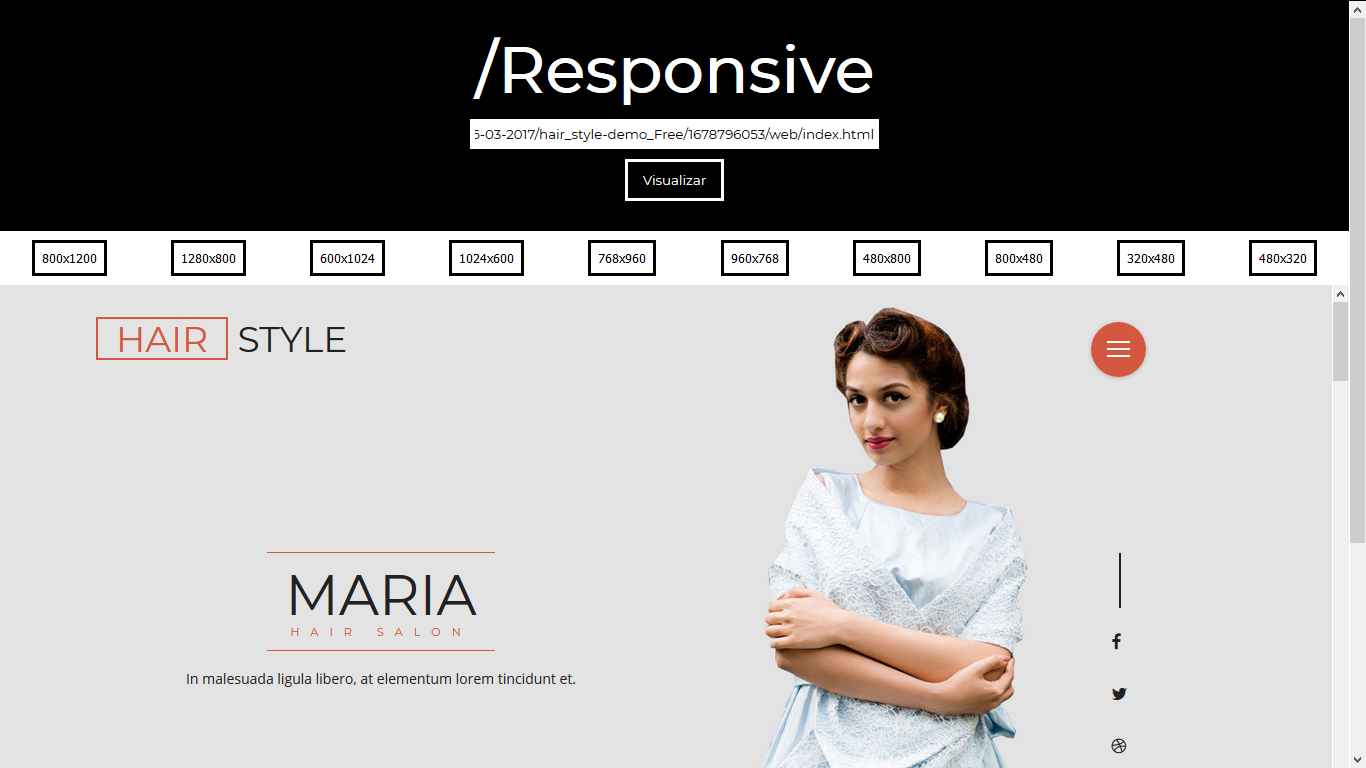 /Responsive
5-03-2017/hair_style-demo_Free/1678796053/web/index.html
Visualizar
800x1200 1280x800 600x1024 1024x600 768x960 960x768 480x800 800x480 320x480 480x320
HAIR STYLE
MARIA
HAIR SALON
In malesuada ligula libero, at elementum lorem tincidunt et.